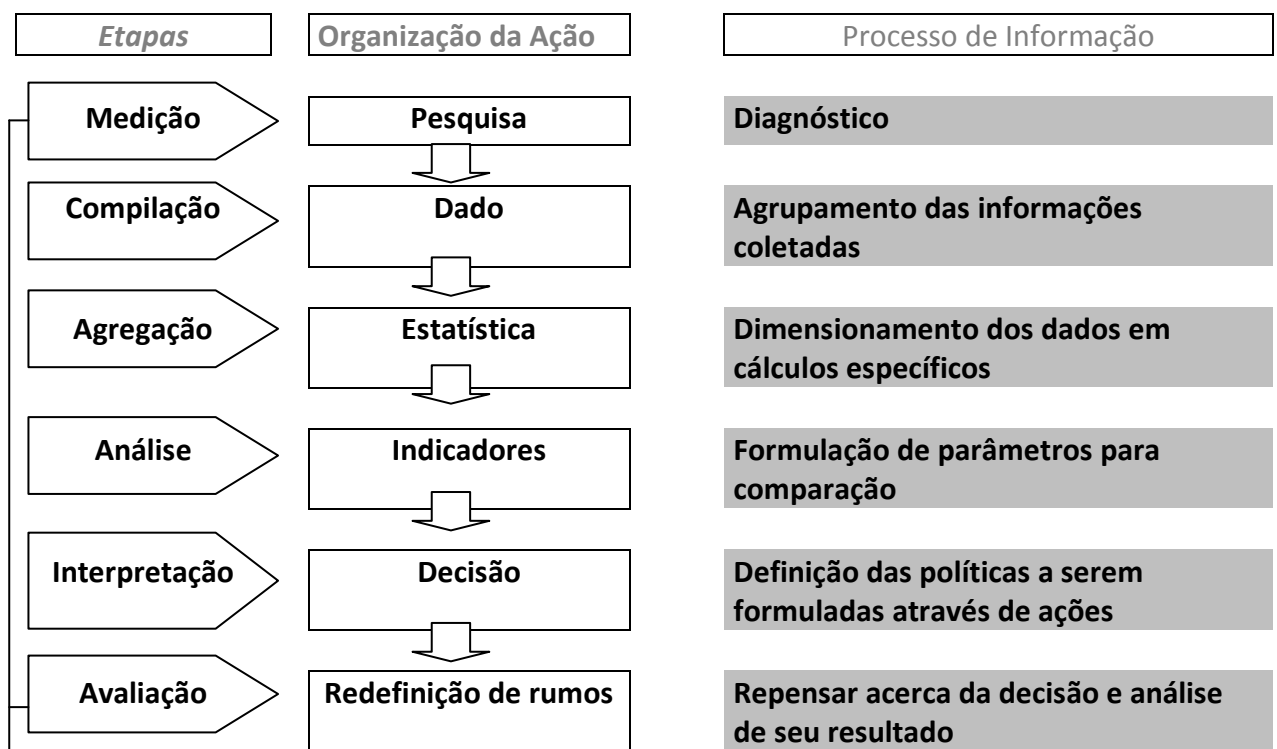 Etapas
Organização da Ação
Processo de Informação
Medição
Pesquisa
Diagnóstico
Compilação
Dado
Agrupamento das informações
coletadas
Agregação
Estatística
Dimensionamento dos dados em
cálculos específicos
Análise
Indicadores
Formulação de parâmetros para
comparação
Interpretação
Decisão
Definição das políticas a serem
formuladas através de ações
Avaliação
Redefinição de rumos
Repensar acerca da decisão e análise
de seu resultado